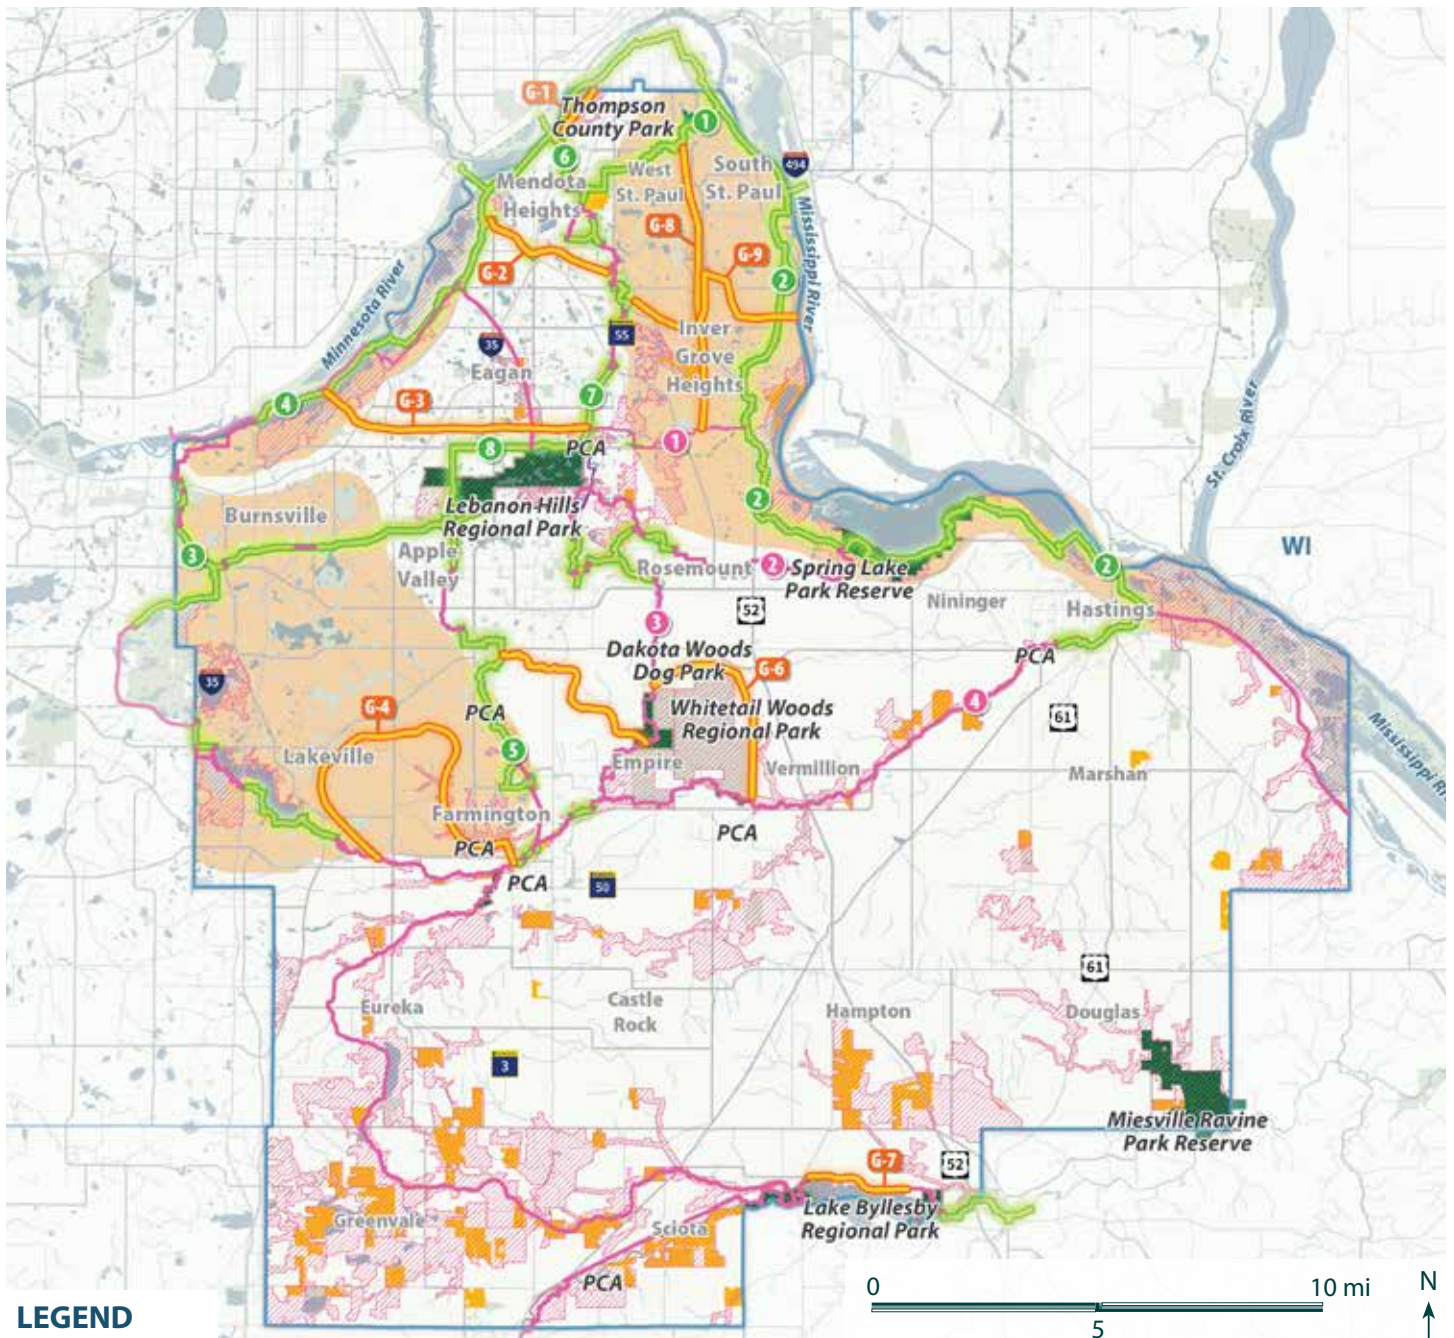 G-1
Thompson
County Park
1
6
West
St. Paul
South
St. Paul
494
Mendota
Heights
Mississippi River
G-8
G-9
2
G-2
Minnesota River
55
35
Eagan
Inver
Grove
Heights
7
4
G-3
1
8
PCA
St. Croix River
Lebanon Hills
Regional Park
2
Burnsville
3
Apple
Valley
Rosemount
2
Spring Lake
Park Reserve
2
WI
Nininger
Hastings
52
3
Dakota Woods
Dog Park
PCA
G-6
35
G-4
PCA
Whitetail Woods
Regional Park
4
61
5
Lakeville
Empire
Vermillion
Marshan
Mississippi Ri
Farmington
PCA
PCA
PCA
50
61
Eureka
Castle
Rock
Hampton
Douglas
3
Miesville Ravine
Park Reserve
G-7
52
Lake Byllesby
Regional Park
Greenvale
Sciota
PCA
0
10 mi
N
5
LEGEND